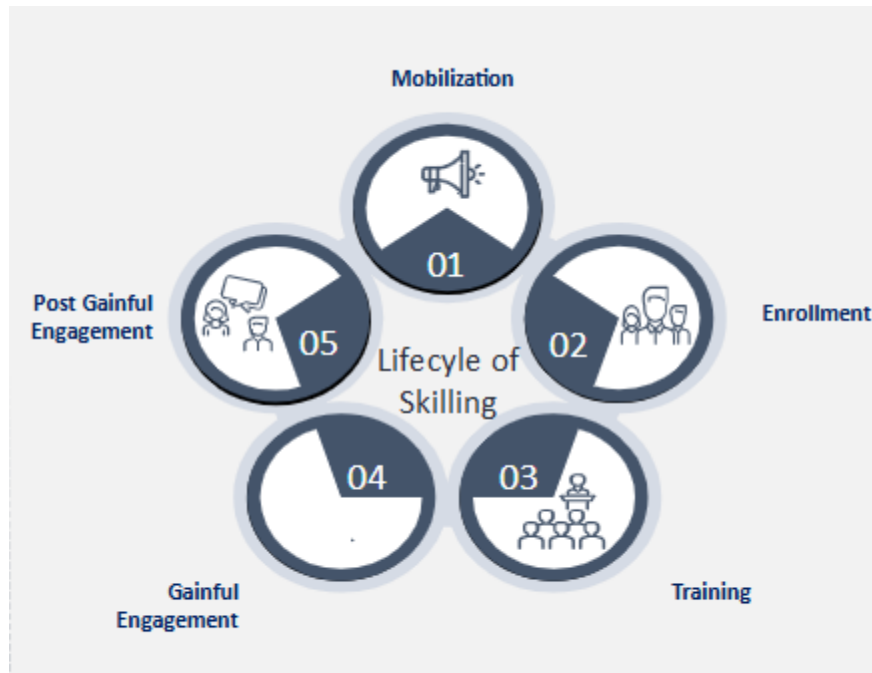 Mobilization
01
Enrollment
02
Training
03
Gainful
Engagement
04
Post Gainful
Engagement
05
Lifecyle of
Skilling